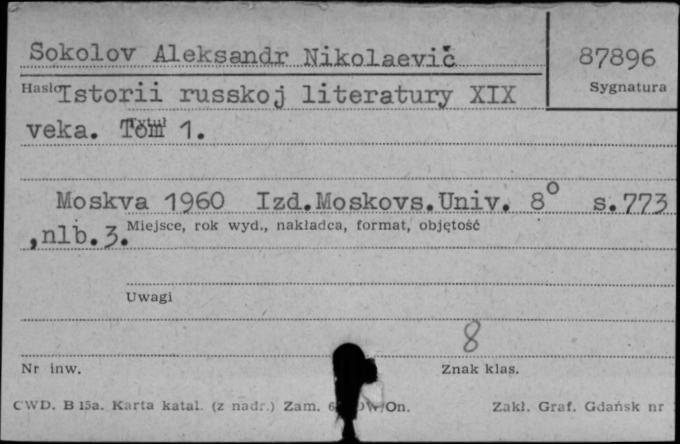 Sokolov Aleksandr Nikolaevič 87896
Hasło Sygnatura
Istorii russkoj literatury XIX
veka. Tom 1.
Tytuł
Moskva 1960 Izd.Moskovs.Univ. 8° s.773
,nlb.3. Miejsce, rok wyd., nakładca, format, objętość
Uwagi
8
Nr inw. Znak klas.
CWD. B 15a. Karta katal. (z nadr.) Zam. /On. Zakł. Graf. Gdańsk nr